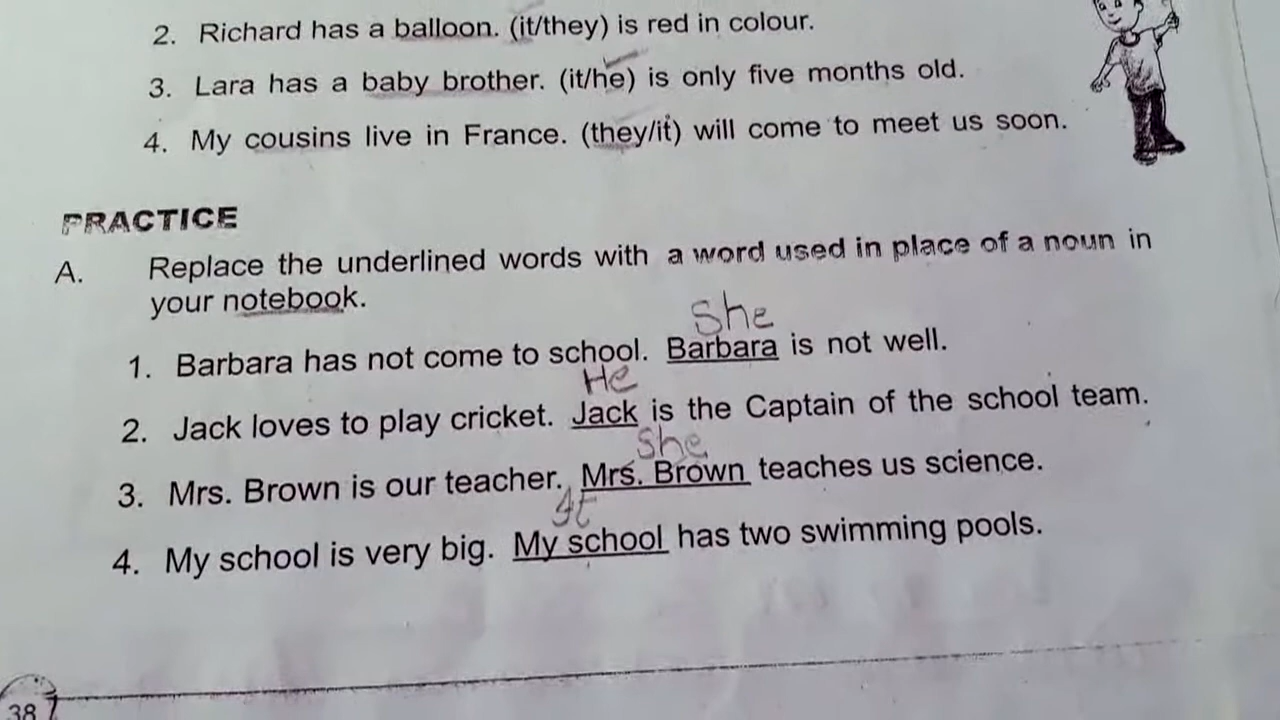 2. Richard has a balloon. (it/they) is red in colour.
3. Lara has a baby brother. (it/he) is only five months old.
4. My cousins live in France. (they/it) will come to meet us soon.
PRACTICE
A. Replace the underlined words with a word used in place of a noun in
your notebook.
She
1. Barbara has not come to school. Barbara is not well.
He
2. Jack loves to play cricket. Jack is the Captain of the school team.
She
3. Mrs. Brown is our teacher. Mrs. Brown teaches us science.
It
4. My school is very big. My school has two swimming pools.
38